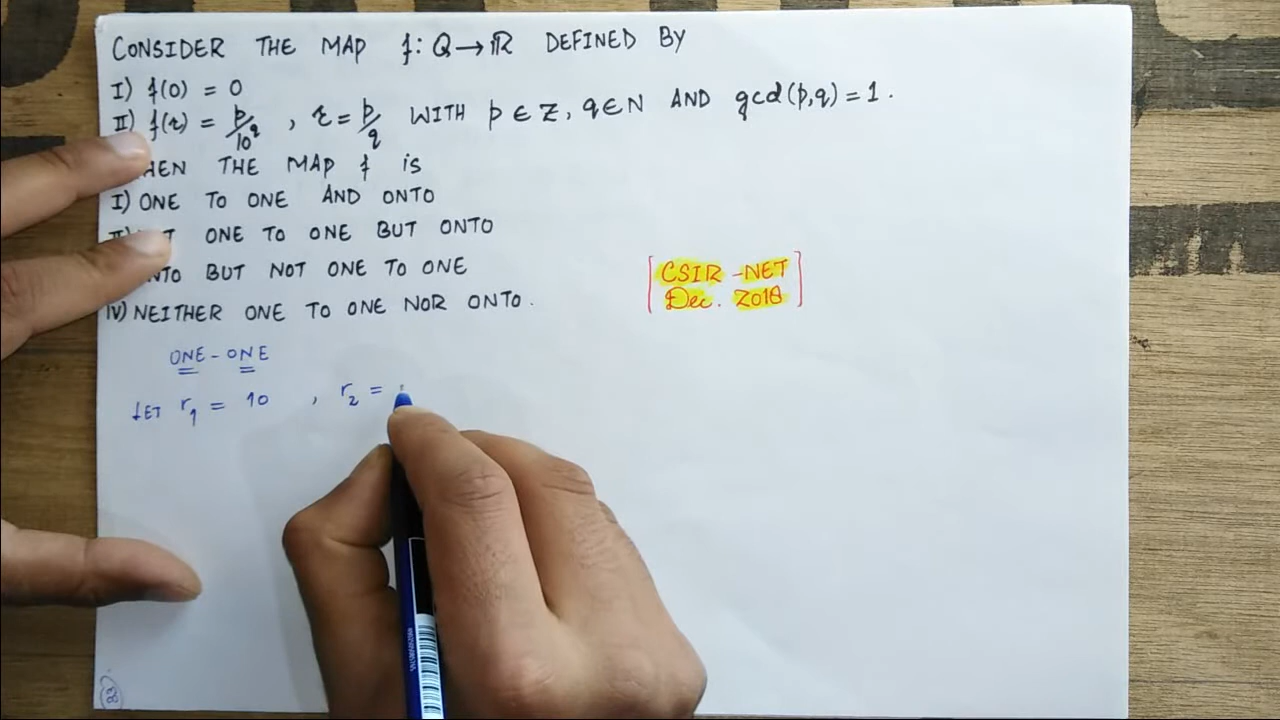 CONSIDER THE MAP f: Q→R DEFINED BY
I) f(0) = 0
II) f(r) = p/10^q , r = p/q WITH p ∈ Z, q ∈ N AND gcd(p,q) = 1 .
HEN THE MAP f IS
I) ONE TO ONE AND ONTO
ONE TO ONE BUT ONTO
BUT NOT ONE TO ONE
IV) NEITHER ONE TO ONE NOR ONTO .
[CSIR -NET
Dec. 2018]
ONE - ONE
LET r1 = 10 , r2 =